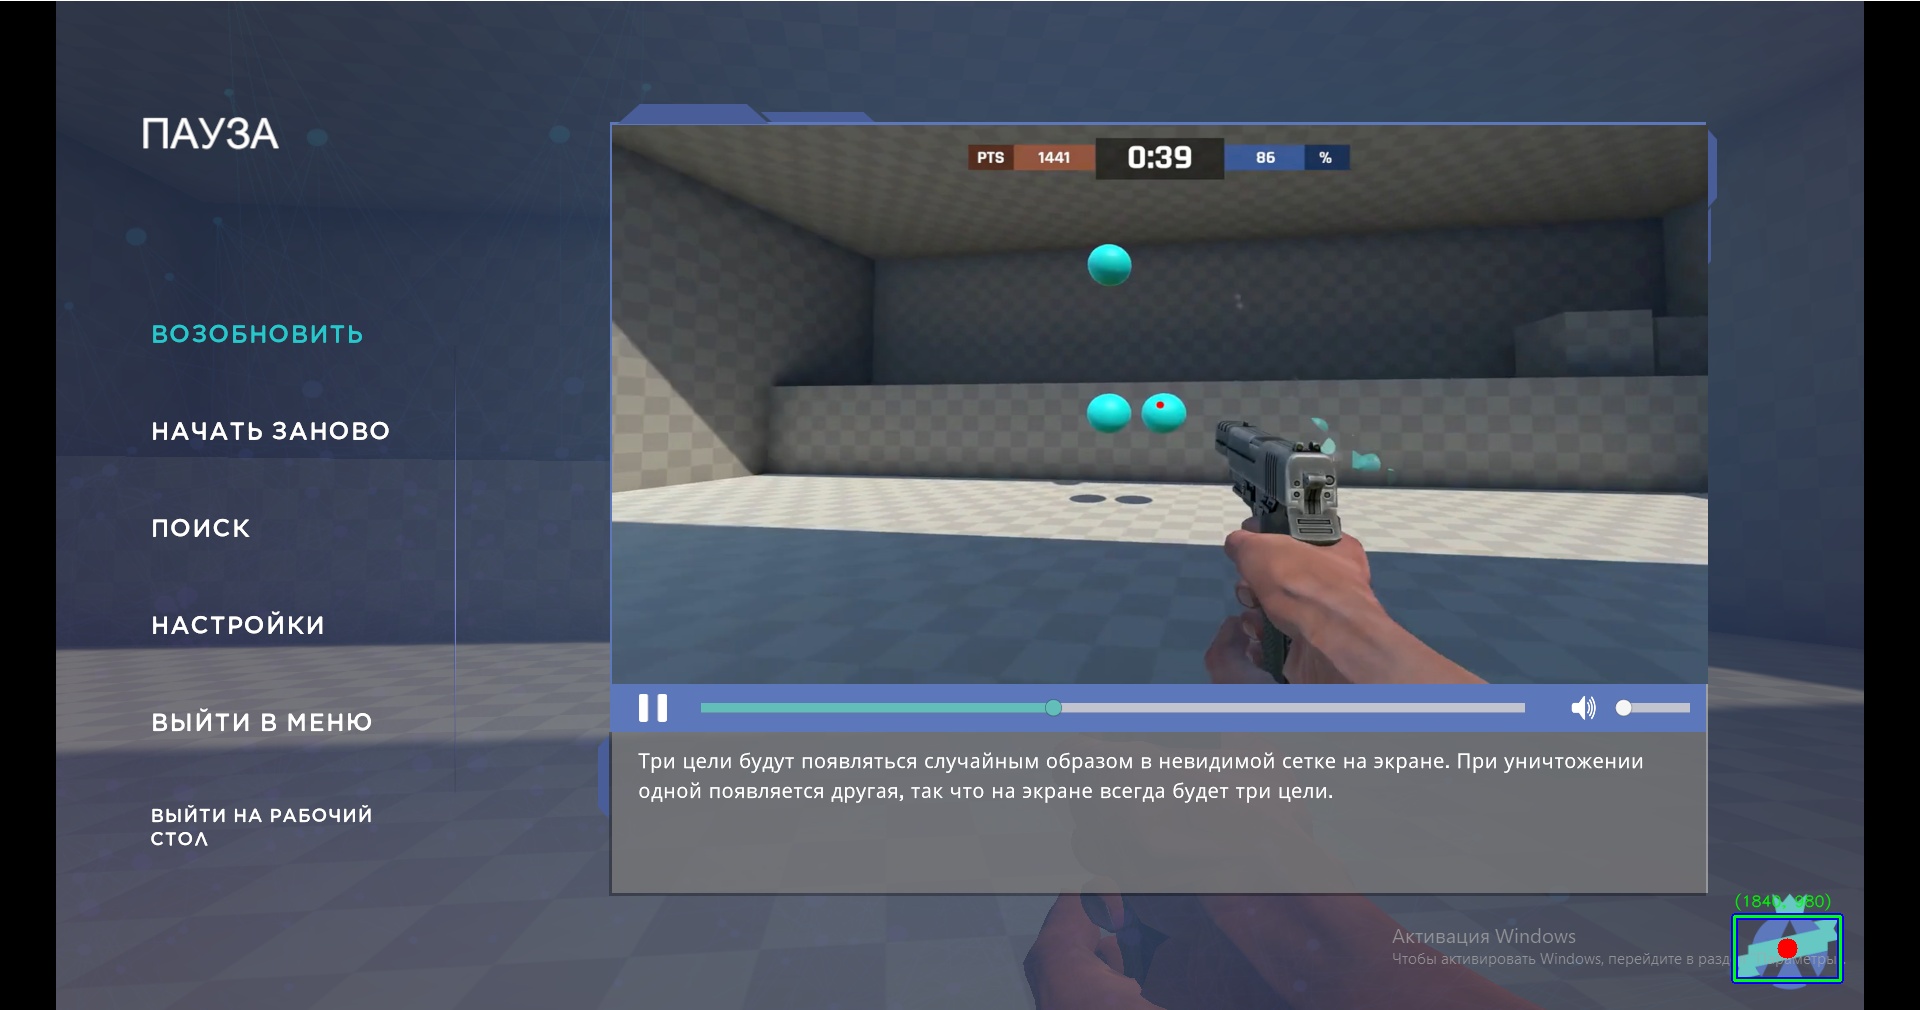 ПАУЗА
ВОЗОБНОВИТЬ
НАЧАТЬ ЗАНОВО
ПОИСК
НАСТРОЙКИ
ВЫЙТИ В МЕНЮ
ВЫЙТИ НА РАБОЧИЙ
СТОЛ
PTS 1441 0:39 86 %
Три цели будут появляться случайным образом в невидимой сетке на экране. При уничтожении
одной появляется другая, так что на экране всегда будет три цели.
Активация Windows
Чтобы активировать Windows, перейдите в